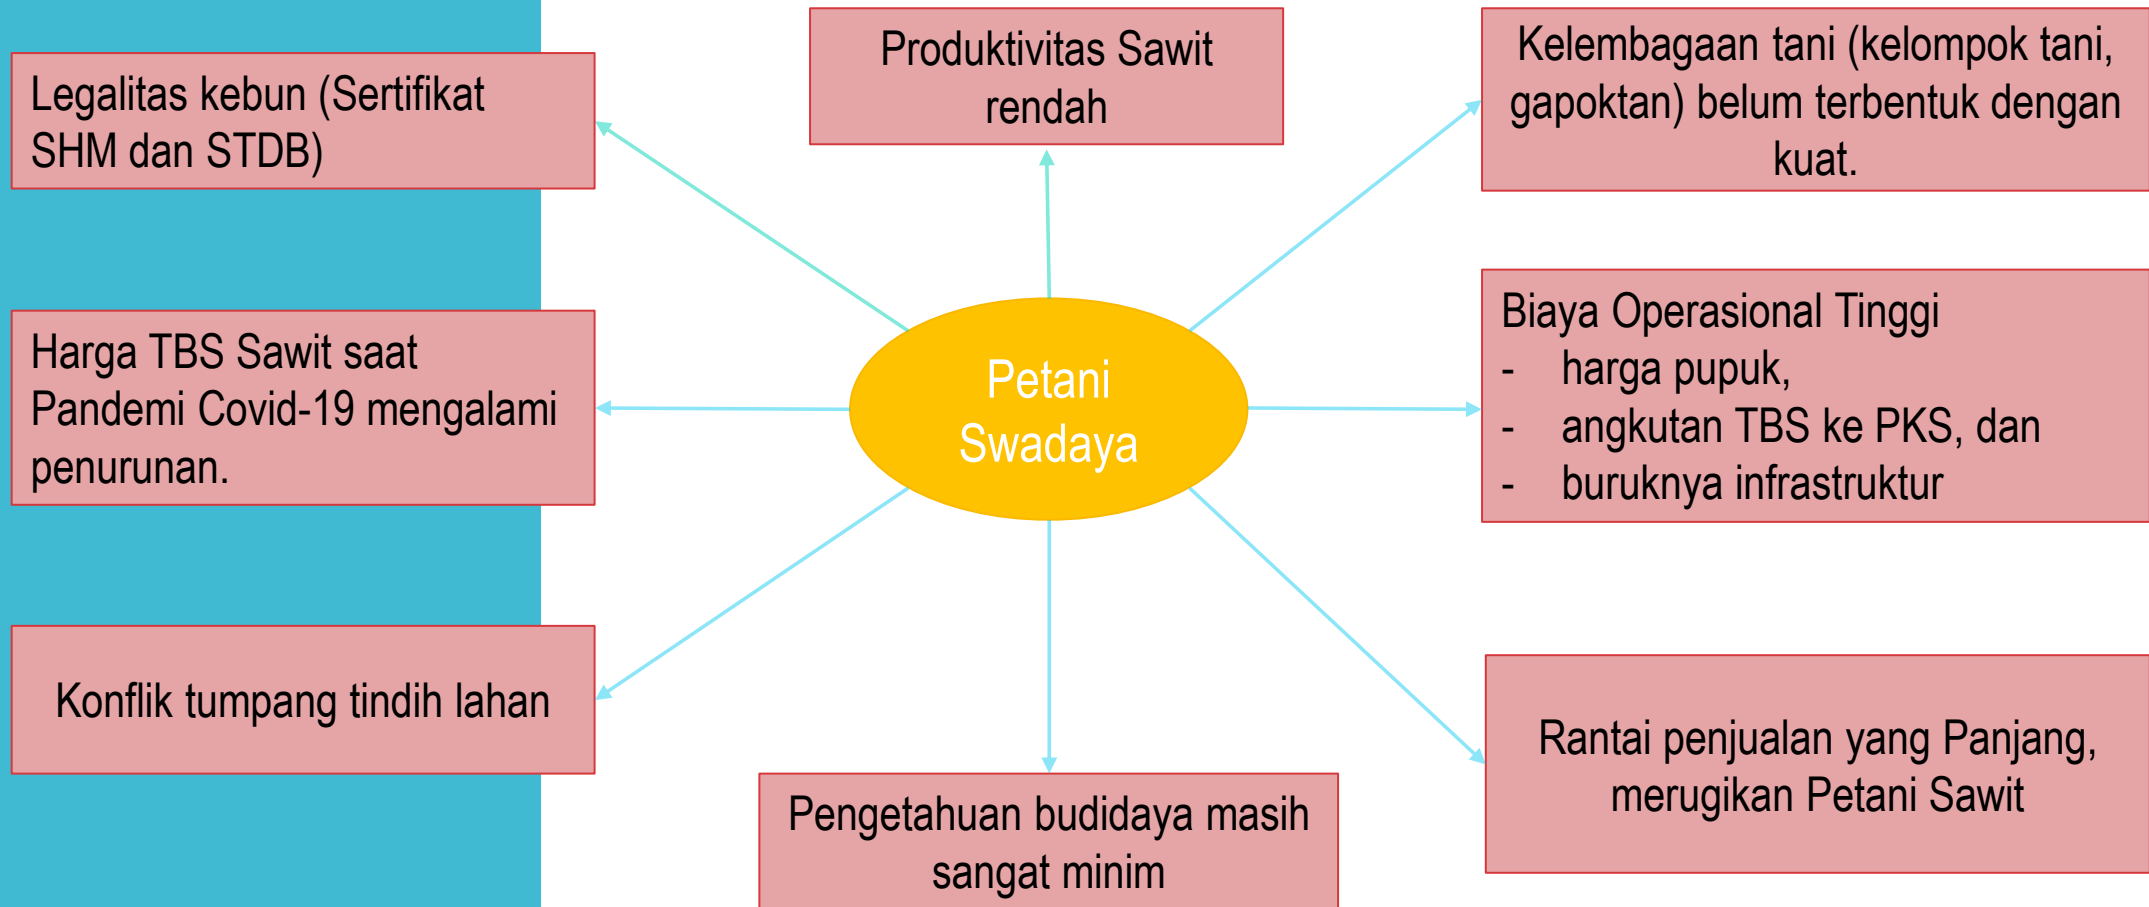 Produktivitas Sawit
rendah
Kelembagaan tani (kelompok tani,
gapoktan) belum terbentuk dengan
kuat.
Legalitas kebun (Sertifikat
SHM dan STDB)
Biaya Operasional Tinggi
- harga pupuk,
- angkutan TBS ke PKS, dan
- buruknya infrastruktur
Harga TBS Sawit saat
Pandemi Covid-19 mengalami
penurunan.
Petani
Swadaya
Konflik tumpang tindih lahan
Rantai penjualan yang Panjang,
merugikan Petani Sawit
Pengetahuan budidaya masih
sangat minim